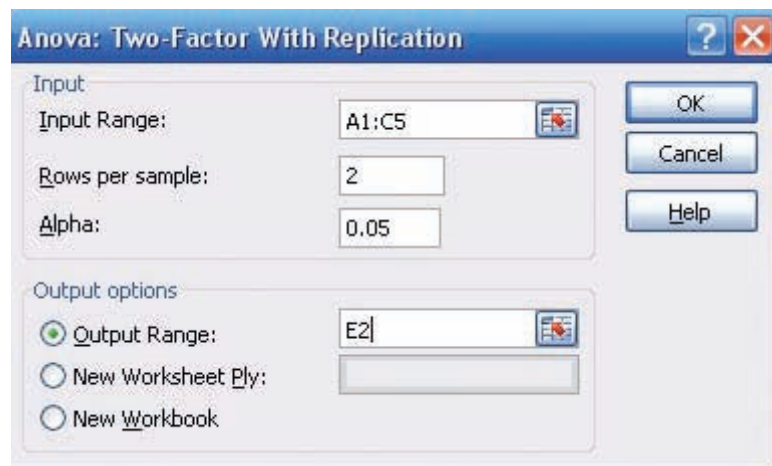 Anova: Two-Factor With Replication
Input
Input Range: A1:C5
Rows per sample: 2
Alpha: 0.05
OK
Cancel
Help
Output options
Output Range: E2
New Worksheet Ply:
New Workbook